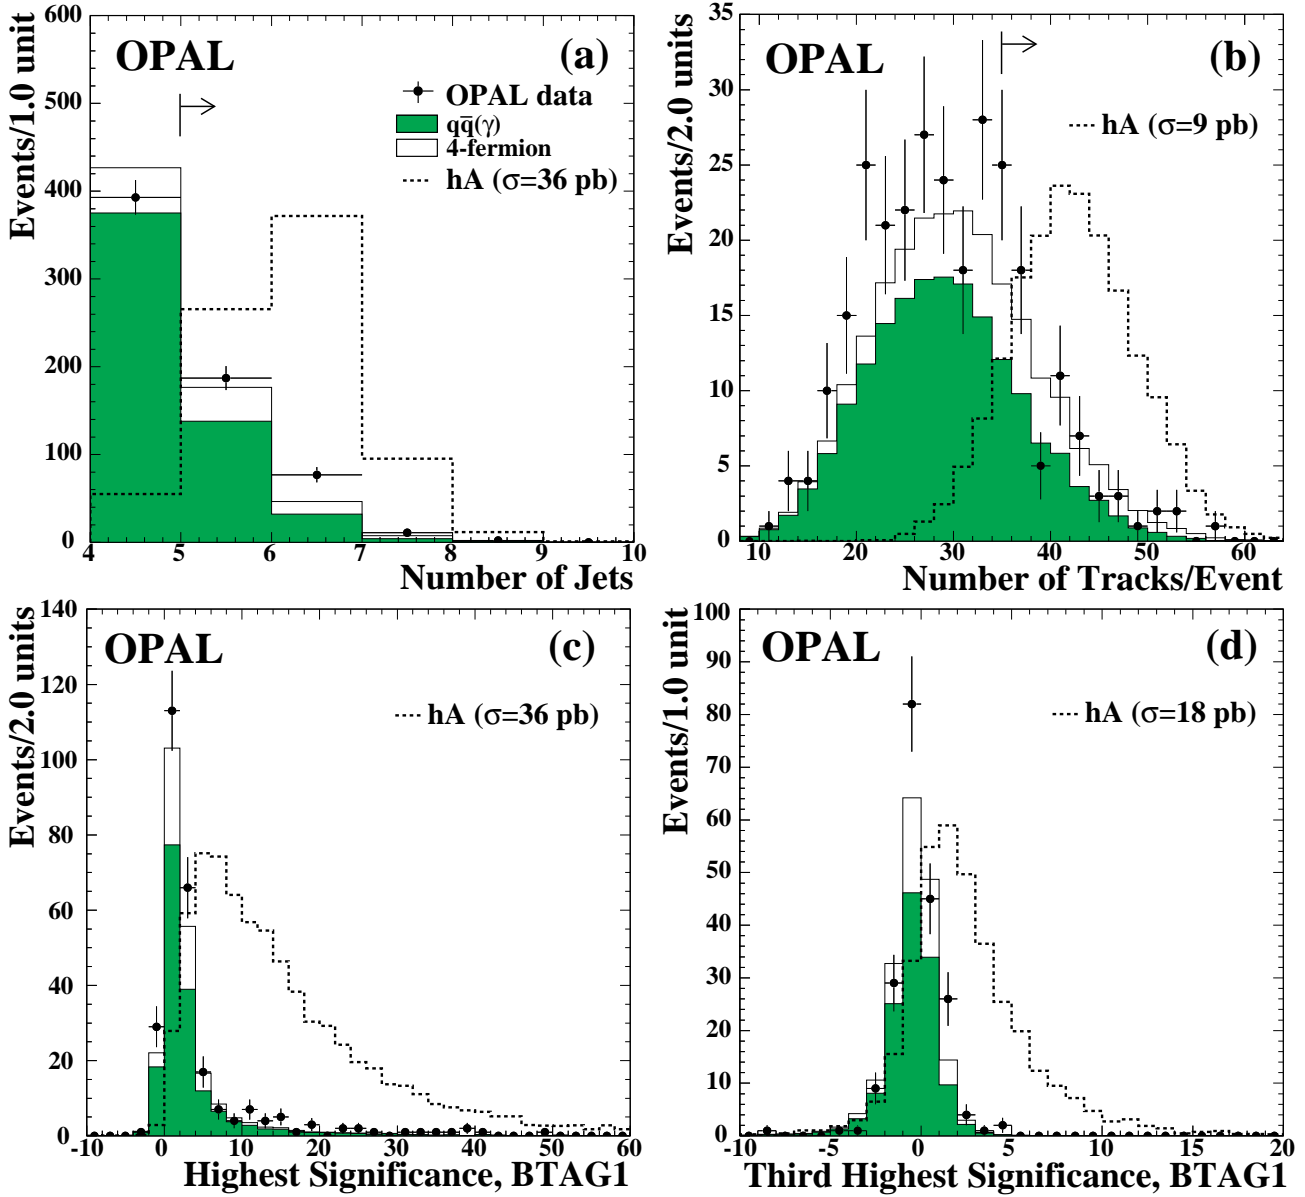 OPAL
(a)
OPAL data
qq̄(γ)
4-fermion
hA (σ=36 pb)
Events/1.0 unit
600
500
400
300
200
100
0
4 5 6 7 8 9 10
Number of Jets
OPAL
(b)
hA (σ=9 pb)
Events/2.0 units
35
30
25
20
15
10
5
0
10 20 30 40 50 60
Number of Tracks/Event
OPAL
(c)
hA (σ=36 pb)
Events/2.0 units
140
120
100
80
60
40
20
0
-10 0 10 20 30 40 50 60
Highest Significance, BTAG1
OPAL
(d)
hA (σ=18 pb)
Events/1.0 unit
100
90
80
70
60
50
40
30
20
10
0
-10 -5 0 5 10 15 20
Third Highest Significance, BTAG1